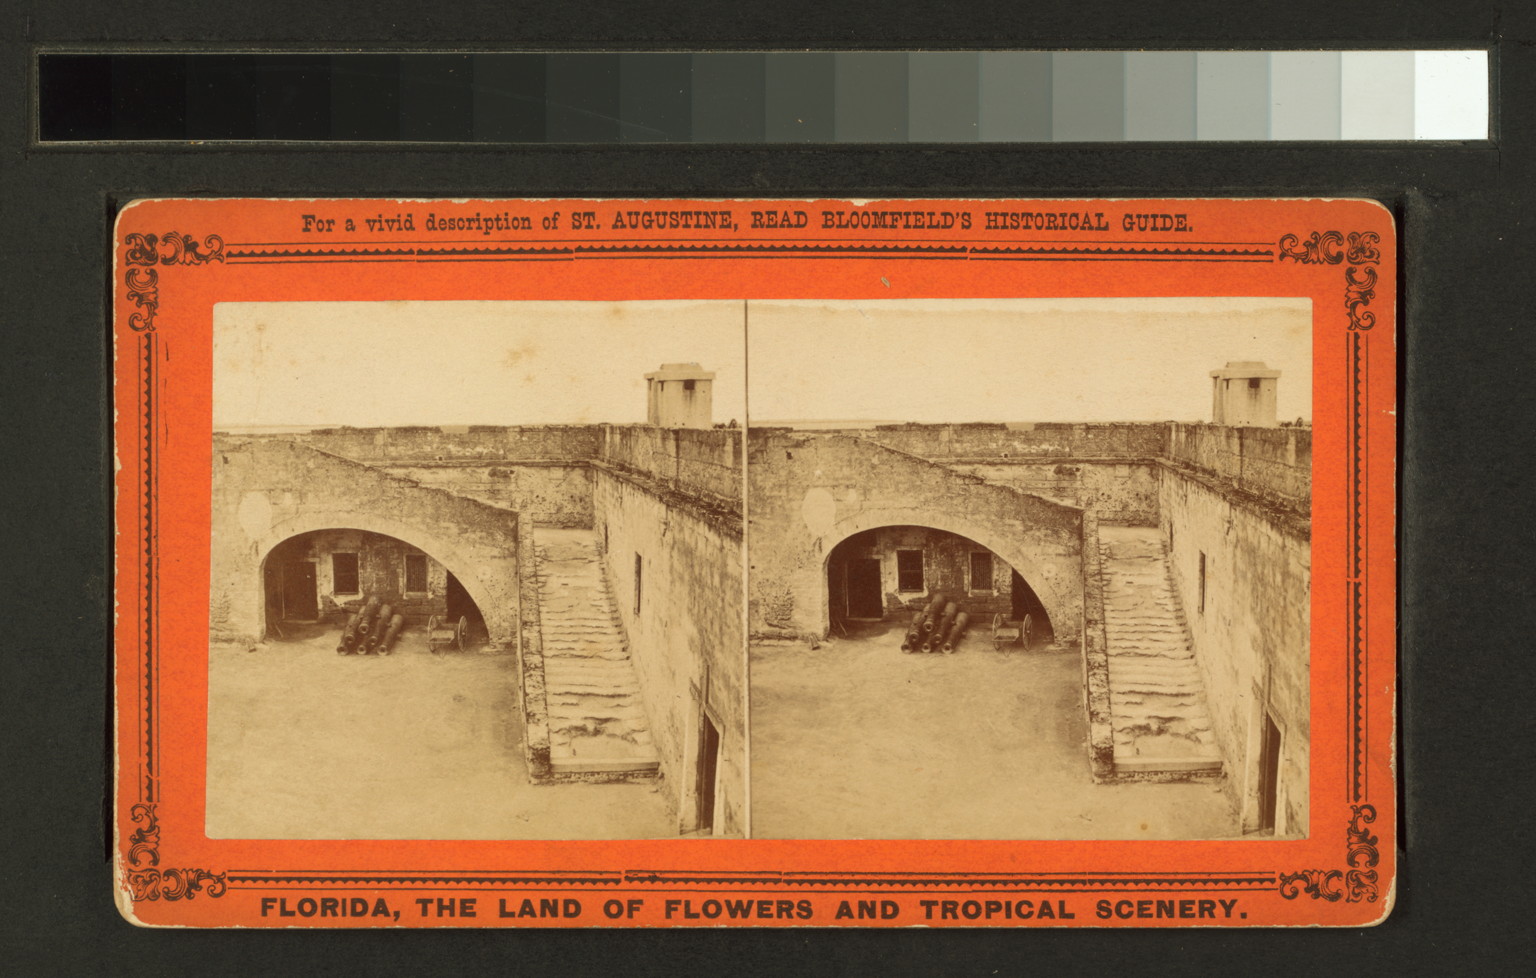 For a vivid description of ST. AUGUSTINE, READ BLOOMFIELD'S HISTORICAL GUIDE.
FLORIDA, THE LAND OF FLOWERS AND TROPICAL SCENERY.